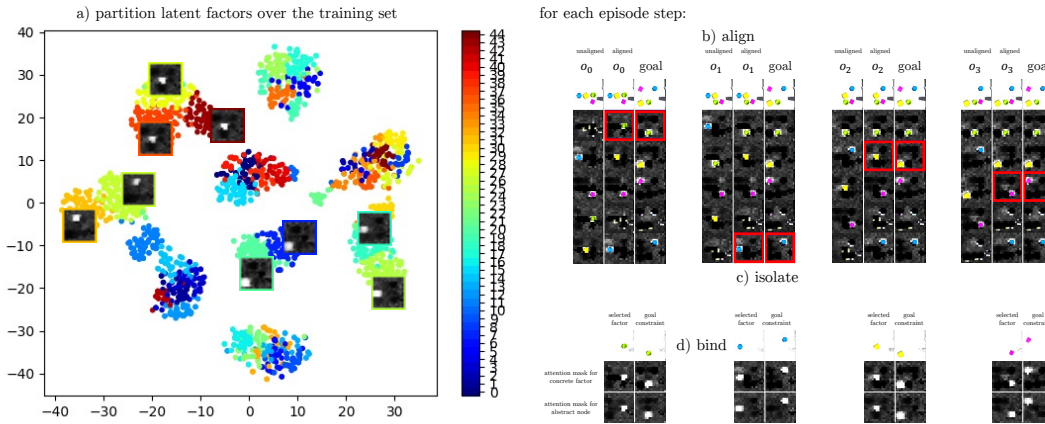 a) partition latent factors over the training set
40
30
20
10
0
−10
−20
−30
−40
−40
−30
−20
−10
0
10
20
30
44
43
42
41
40
39
38
37
36
35
34
33
32
31
30
29
28
27
26
25
24
23
22
21
20
19
18
17
16
15
14
13
12
11
10
9
8
7
6
5
4
3
2
1
0
for each episode step:
b) align
unaligned aligned
o0 o0 goal
unaligned aligned
o1 o1 goal
unaligned aligned
o2 o2 goal
unaligned aligned
o3 o3 goal
c) isolate
selected factor goal constraint
selected factor goal constraint
selected factor goal constraint
selected factor goal constraint
d) bind
attention mask for
concrete factor
attention mask for
abstract node